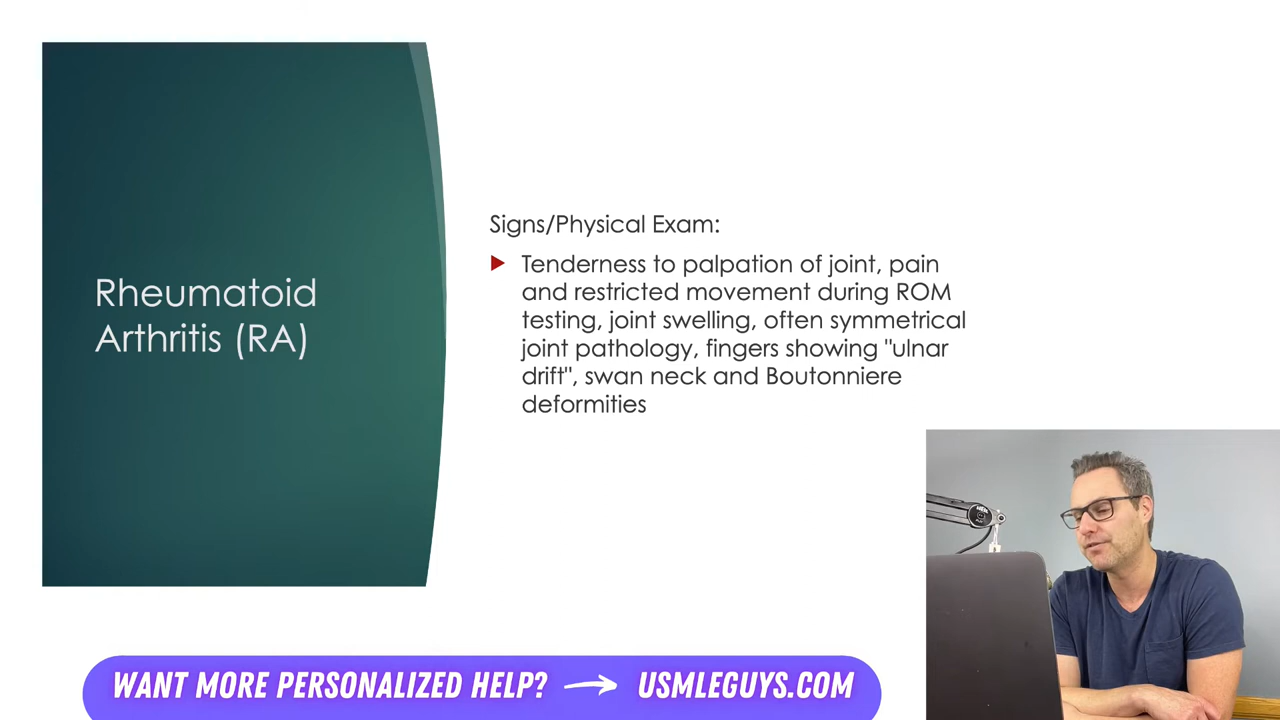 Rheumatoid
Arthritis (RA)
Signs/Physical Exam:
Tenderness to palpation of joint, pain
and restricted movement during ROM
testing, joint swelling, often symmetrical
joint pathology, fingers showing "ulnar
drift", swan neck and Boutonniere
deformities
WANT MORE PERSONALIZED HELP? → USMLEGUYS.COM